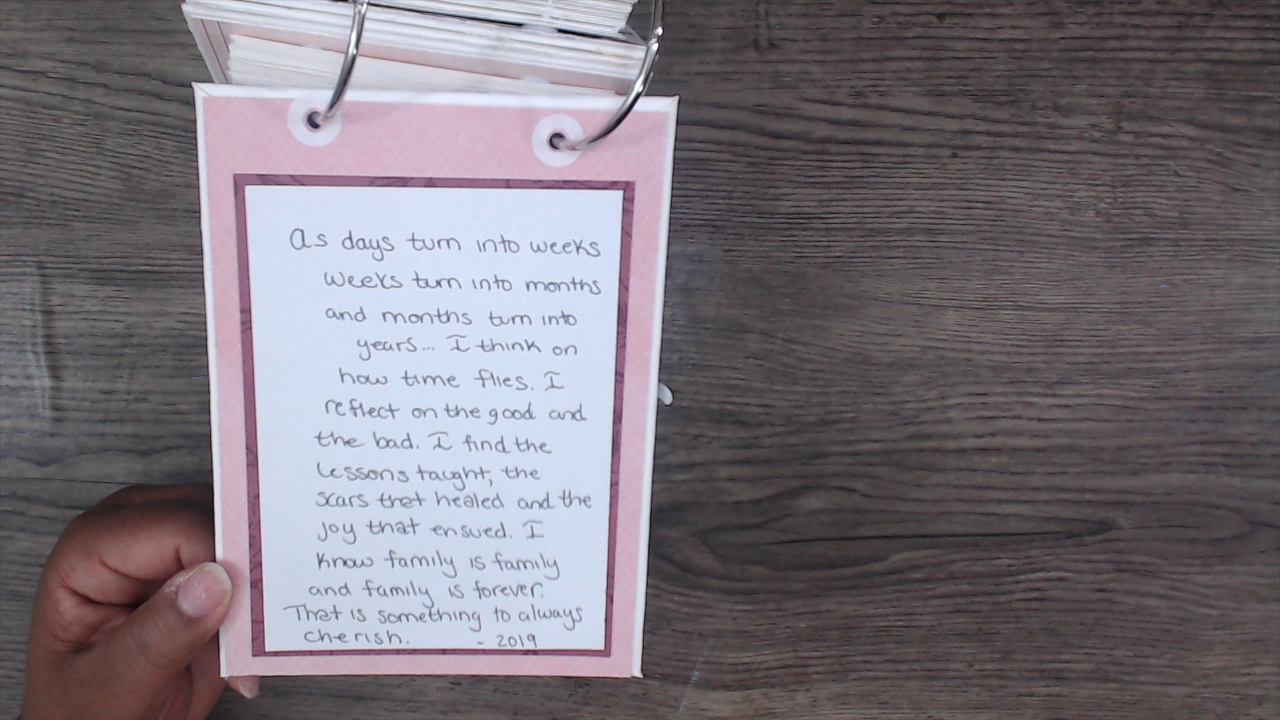 As days turn into weeks
weeks turn into months
and months turn into
years... I think on
how time flies. I
reflect on the good and
the bad. I find the
lessons taught, the
scars that healed and the
joy that ensued. I
know family is family
and family is forever.
That is something to always
cherish. - 2019